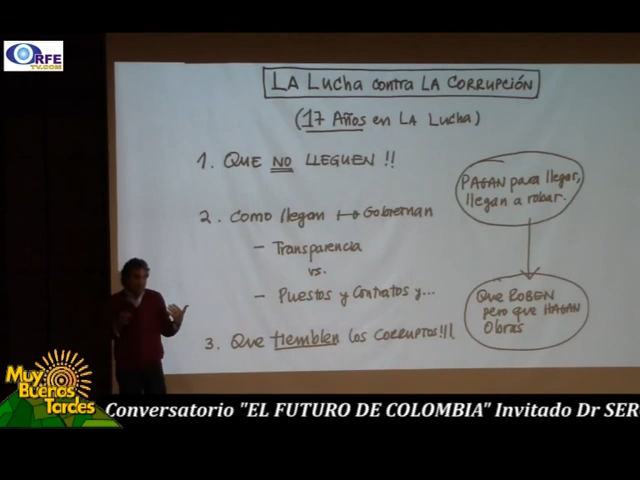 ORFE
TV.COM
LA LUCHA CONTRA LA CORRUPCIÓN
(17 AÑOS EN LA LUCHA)
1. QUE NO LLEGUEN !!
2. COMO llegan ↦ GOBIERNAN
- Transparencia
vs.
- Puestos y Contratos y...
3. QUE tiemblen los CORRUPTOS!!!
PAGAN para llegar,
llegan a robar.
QUE ROBEN
pero que HAGAN
Obras
Muy
Buenas
Tardes
Conversatorio "EL FUTURO DE COLOMBIA" Invitado Dr SER